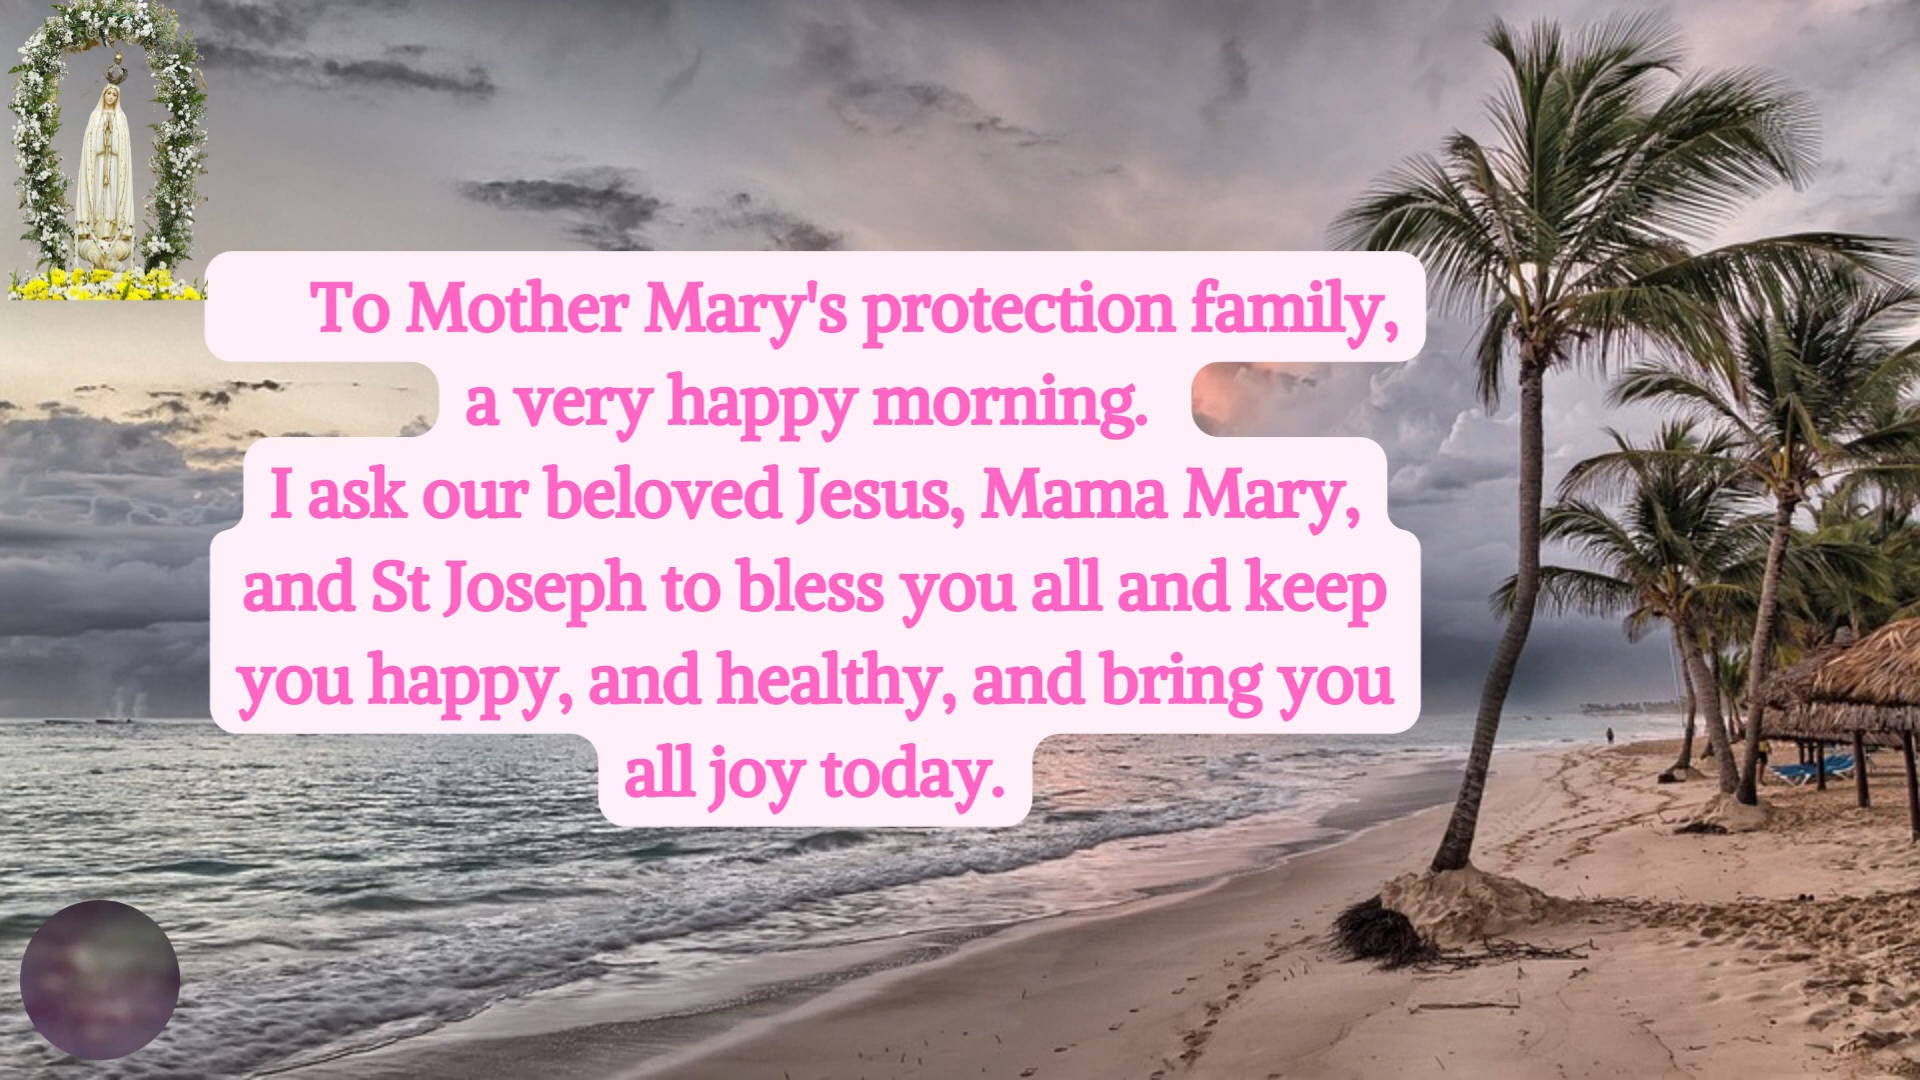 To Mother Mary's protection family,
a very happy morning.
I ask our beloved Jesus, Mama Mary,
and St Joseph to bless you all and keep
you happy, and healthy, and bring you
all joy today.